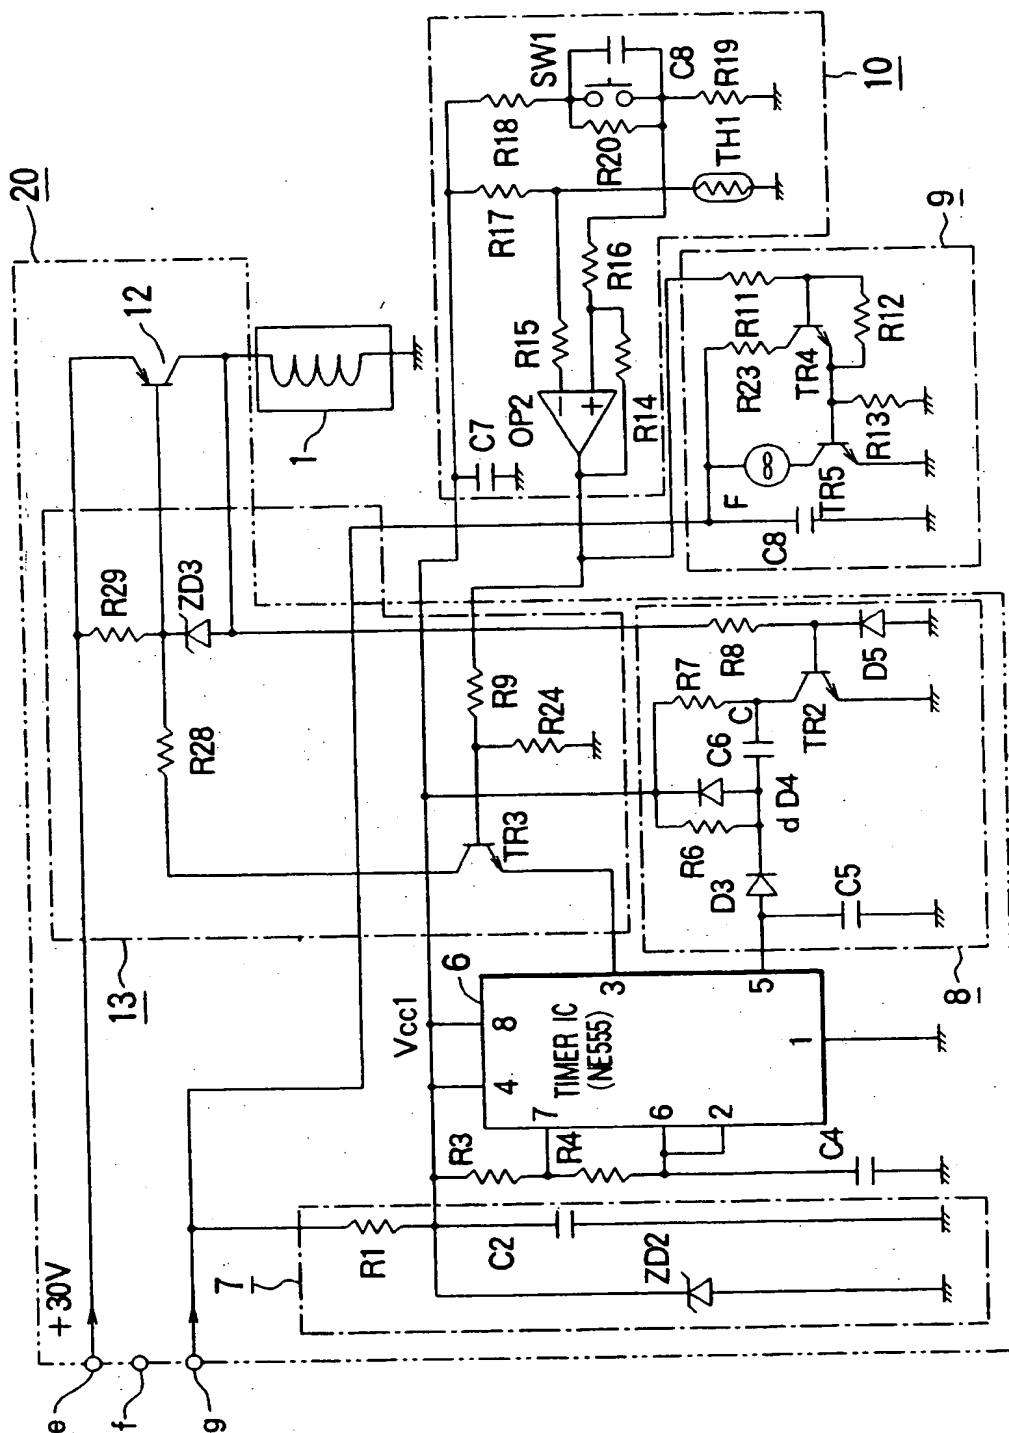 20
12
1
+30V
e
f
g
13
R29
ZD3
R28
R9
R24
TR3
Vcc1
6
8
4
3
5
7
6
2
1
TIMER IC
(NE555)
R3
R4
C4
7
R1
C2
ZD2
8
R7
R8
C
C6
D4
d
R6
D3
C5
TR2
D5
9
R11
R23
R12
TR4
R13
F
TR5
C8
10
SW1
C8
R18
R19
R20
R17
TH1
R16
R15
OP2
R14
C7